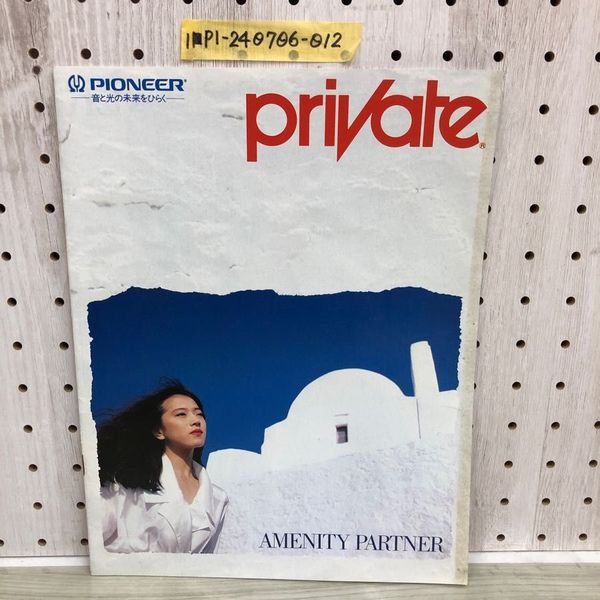 1■P1-240706-012
PIONEER
音と光の未来をひらく
private®
AMENITY PARTNER